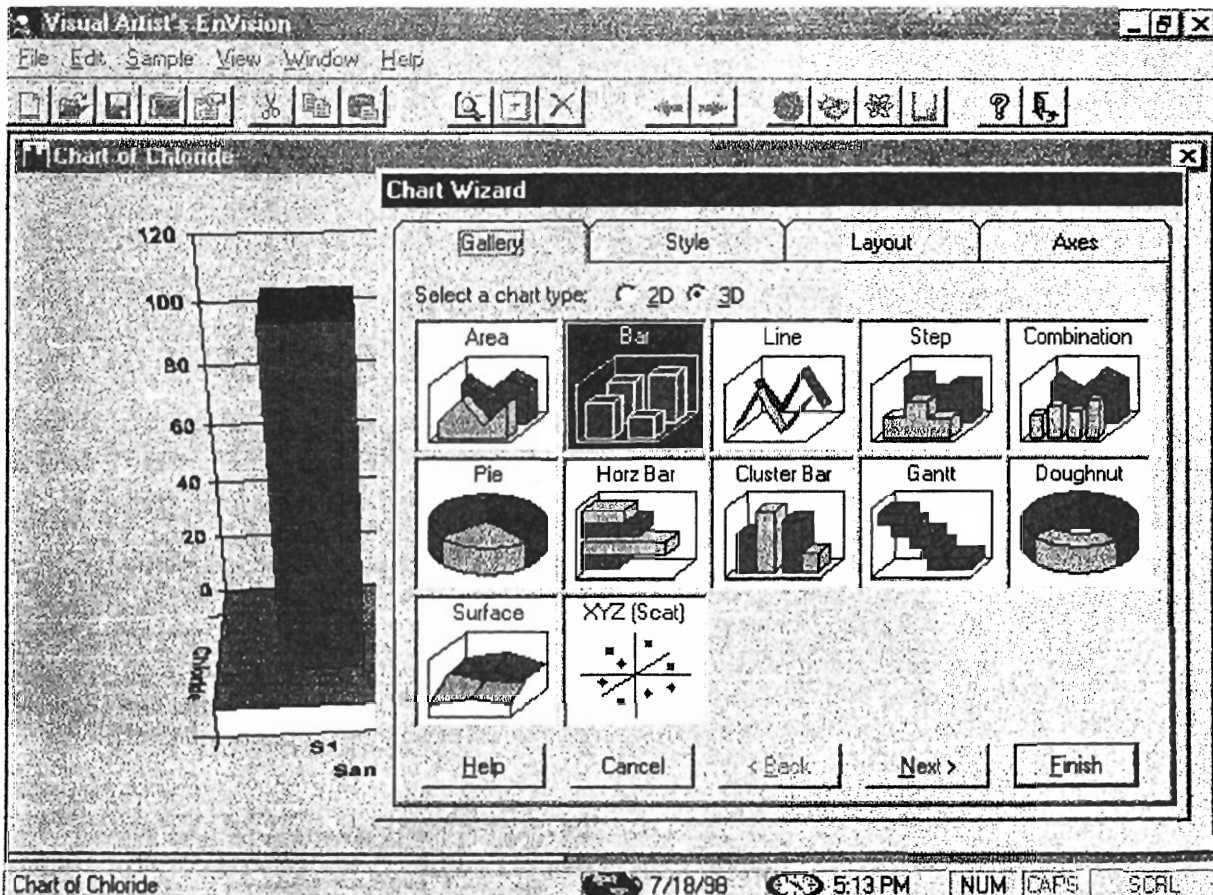 Visual Artist's EnVision
File Edit Sample View Window Help
Chart of Chloride
Chart Wizard
Gallery Style Layout Axes
Select a chart type: 2D 3D
Area Bar Line Step Combination
Pie Horz Bar Cluster Bar Gantt Doughnut
Surface XYZ (Scat)
Help Cancel < Back Next > Finish
120
100
80
60
40
20
0
Chloride
S1
San
Chart of Chloride 7/18/98 5:13 PM NUM CAPS SCRL